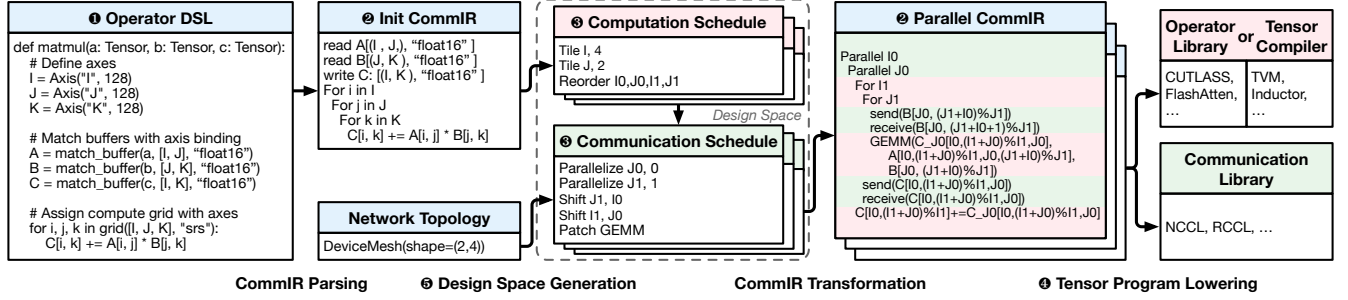 ❶ Operator DSL
def matmul(a: Tensor, b: Tensor, c: Tensor):
# Define axes
I = Axis("I", 128)
J = Axis("J", 128)
K = Axis("K", 128)
# Match buffers with axis binding
A = match_buffer(a, [I, J], “float16”)
B = match_buffer(b, [J, K], “float16”)
C = match_buffer(c, [I, K], “float16”)
# Assign compute grid with axes
for i, j, k in grid([I, J, K], "srs"):
C[i, k] += A[i, j] * B[j, k]
❷ Init CommIR
read A[(I , J,), “float16” ]
read B[(J, K ), “float16” ]
write C: [(I, K ), “float16” ]
For i in I
For j in J
For k in K
C[i, k] += A[i, j] * B[j, k]
Network Topology
DeviceMesh(shape=(2,4))
❸ Computation Schedule
Tile I, 4
Tile J, 2
Reorder I0,J0,I1,J1
Design Space
❸ Communication Schedule
Parallelize J0, 0
Parallelize J1, 1
Shift J1, I0
Shift I1, J0
Patch GEMM
❷ Parallel CommIR
Parallel I0
Parallel J0
For I1
For J1
send(B[J0, (J1+I0)%J1])
receive(B[J0, (J1+I0+1)%J1])
GEMM(C_J0[I0,(I1+J0)%I1,J0],
A[I0,(I1+J0)%I1,J0,(J1+I0)%J1],
B[J0, (J1+I0)%J1])
send(C[I0,(I1+J0)%I1,J0])
receive(C[I0,(I1+J0)%I1,J0)
C[I0,(I1+J0)%I1]+=C_J0[I0,(I1+J0)%I1,J0]
Operator Library or Tensor Compiler
CUTLASS,
FlashAtten,
…
TVM,
Inductor,
…
Communication
Library
NCCL, RCCL, …
CommIR Parsing
❺ Design Space Generation
CommIR Transformation
❹ Tensor Program Lowering